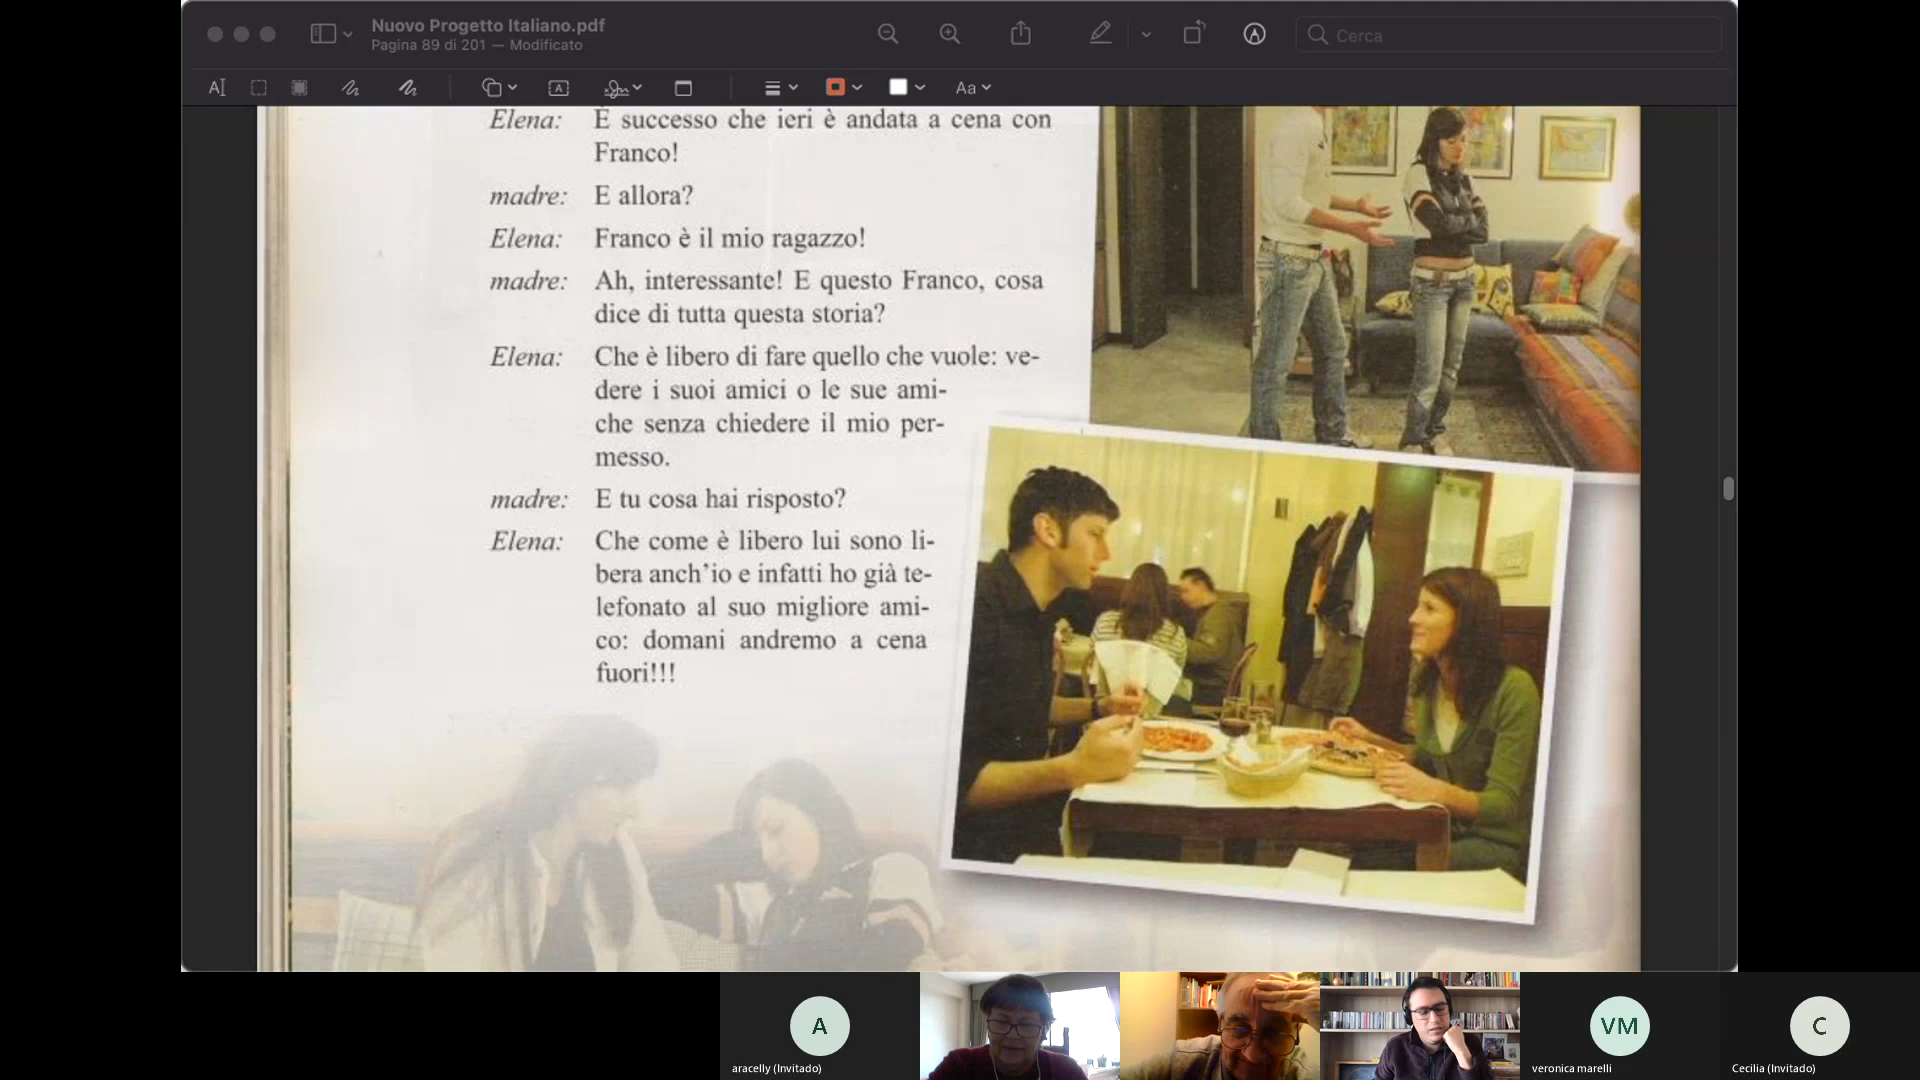 Nuovo Progetto Italiano.pdf
Pagina 89 di 201 — Modificato
Cerca
Aa
Elena: È successo che ieri è andata a cena con
Franco!
madre: E allora?
Elena: Franco è il mio ragazzo!
madre: Ah, interessante! E questo Franco, cosa
dice di tutta questa storia?
Elena: Che è libero di fare quello che vuole: ve-
dere i suoi amici o le sue ami-
che senza chiedere il mio per-
messo.
madre: E tu cosa hai risposto?
Elena: Che come è libero lui sono li-
bera anch'io e infatti ho già te-
lefonato al suo migliore ami-
co: domani andremo a cena
fuori!!!
A
VM
C
aracelly (Invitado)
veronica marelli
Cecilia (Invitado)